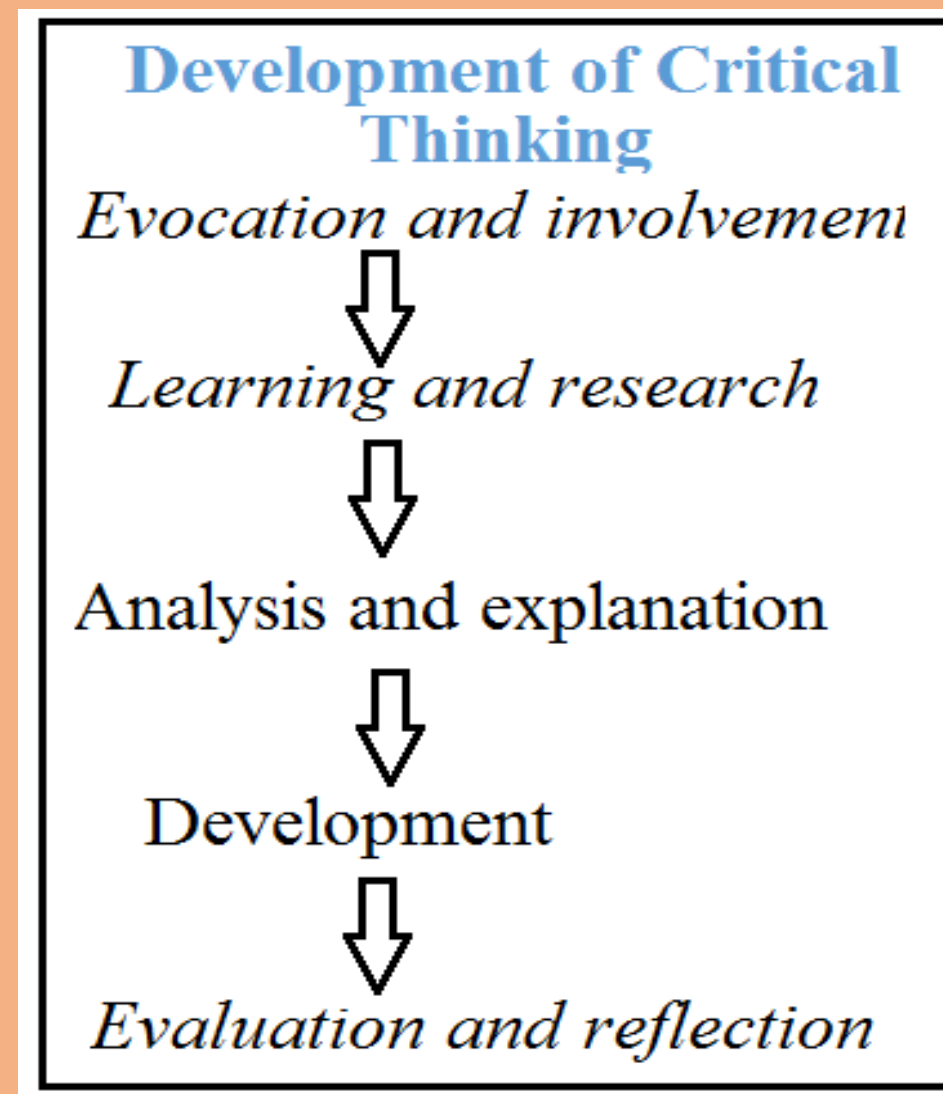 Development of Critical
Thinking
Evocation and involvement
Learning and research
Analysis and explanation
Development
Evaluation and reflection